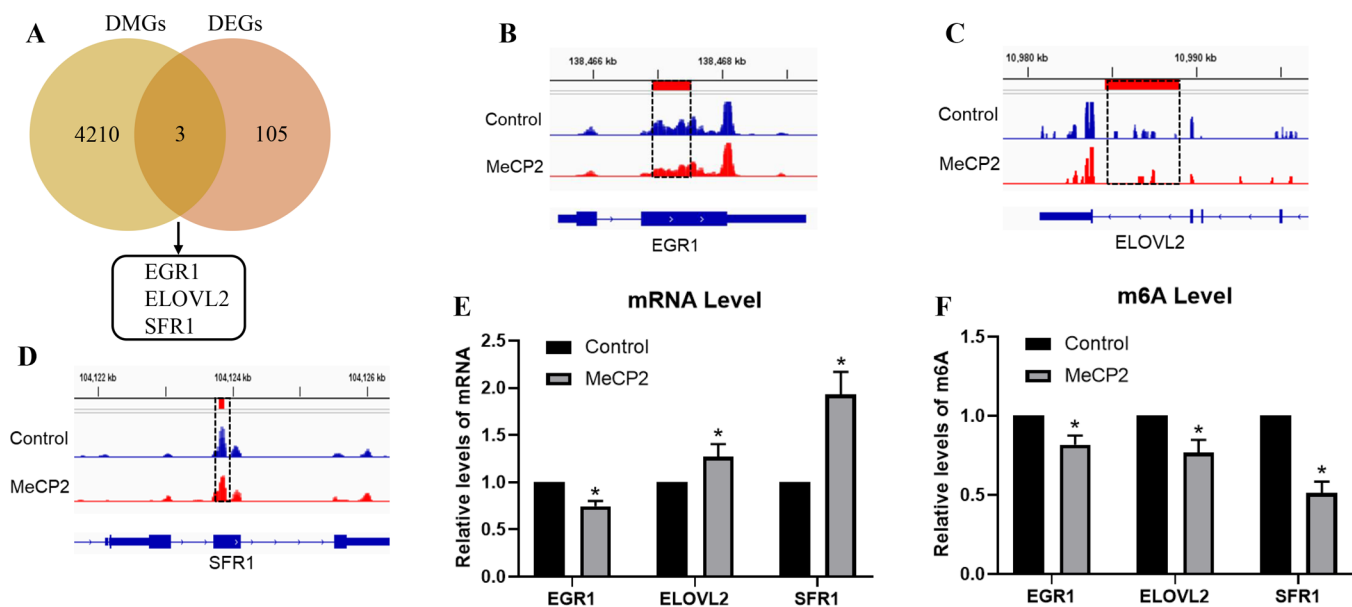 A
DMGs
DEGs
4210
3
105
EGR1
ELOVL2
SFR1
B
138,466 kb
138,468 kb
Control
MeCP2
EGR1
C
10,980 kb
10,990 kb
Control
MeCP2
ELOVL2
D
104,122 kb
104,124 kb
104,126 kb
Control
MeCP2
SFR1
E
mRNA Level
Relative levels of mRNA
2.5
2.0
1.5
1.0
0.5
0.0
Control
MeCP2
*
*
*
EGR1
ELOVL2
SFR1
F
m6A Level
Relative levels of m6A
1.5
1.0
0.5
0.0
Control
MeCP2
*
*
*
EGR1
ELOVL2
SFR1